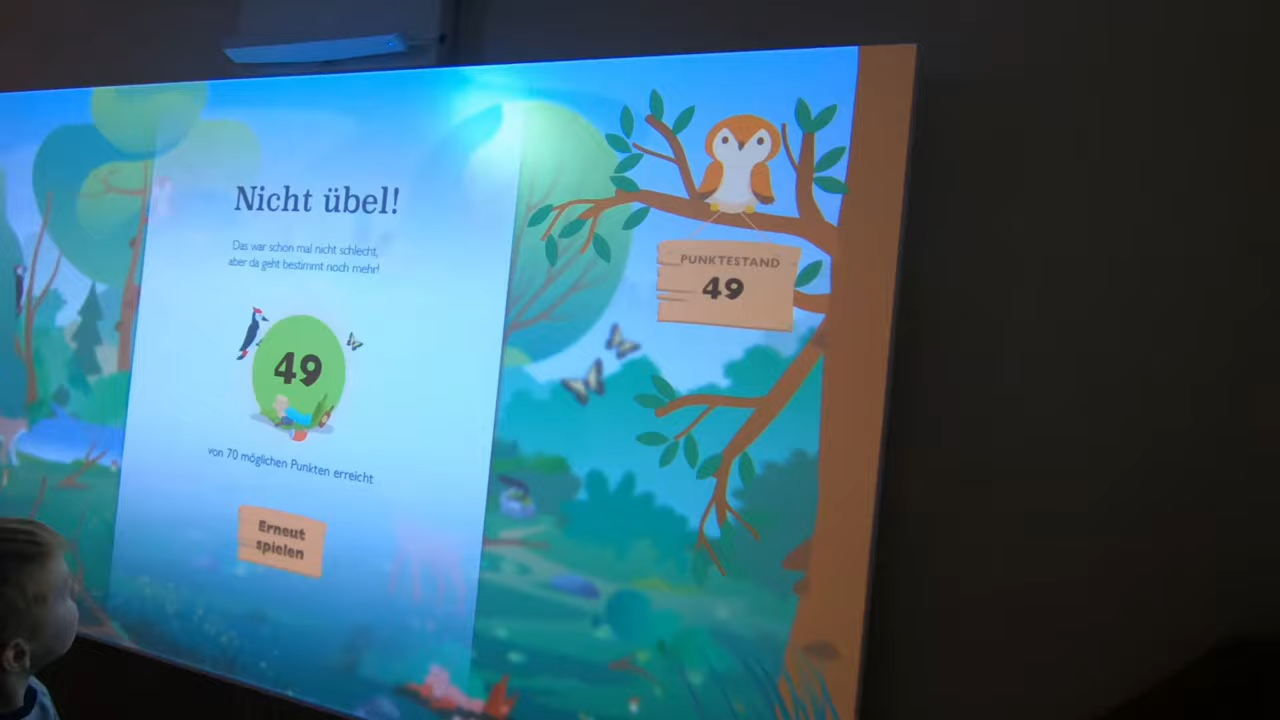 Nicht übel!
Das war schon mal nicht schlecht,
aber da geht bestimmt noch mehr!
49
von 70 möglichen Punkten erreicht
Erneut
spielen
PUNKTESTAND
49